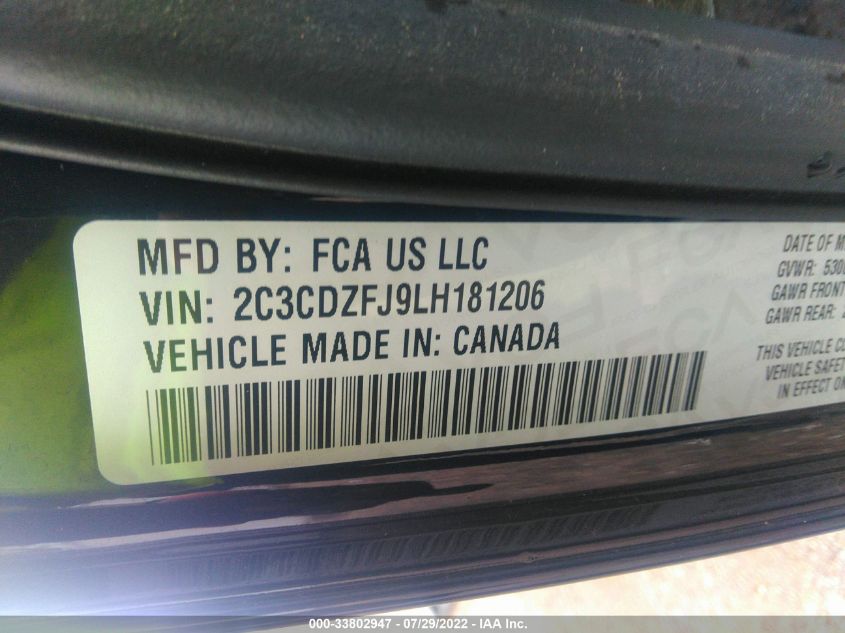 MFD BY: FCA US LLC
VIN: 2C3CDZFJ9LH181206
VEHICLE MADE IN: CANADA
DATE OF
GVWR:
GAWR FRONT
GAWR REAR:
THIS VEHICLE
VEHICLE SAFET
IN EFFECT ON
000-33802947 - 07/29/2022 - IAA Inc.